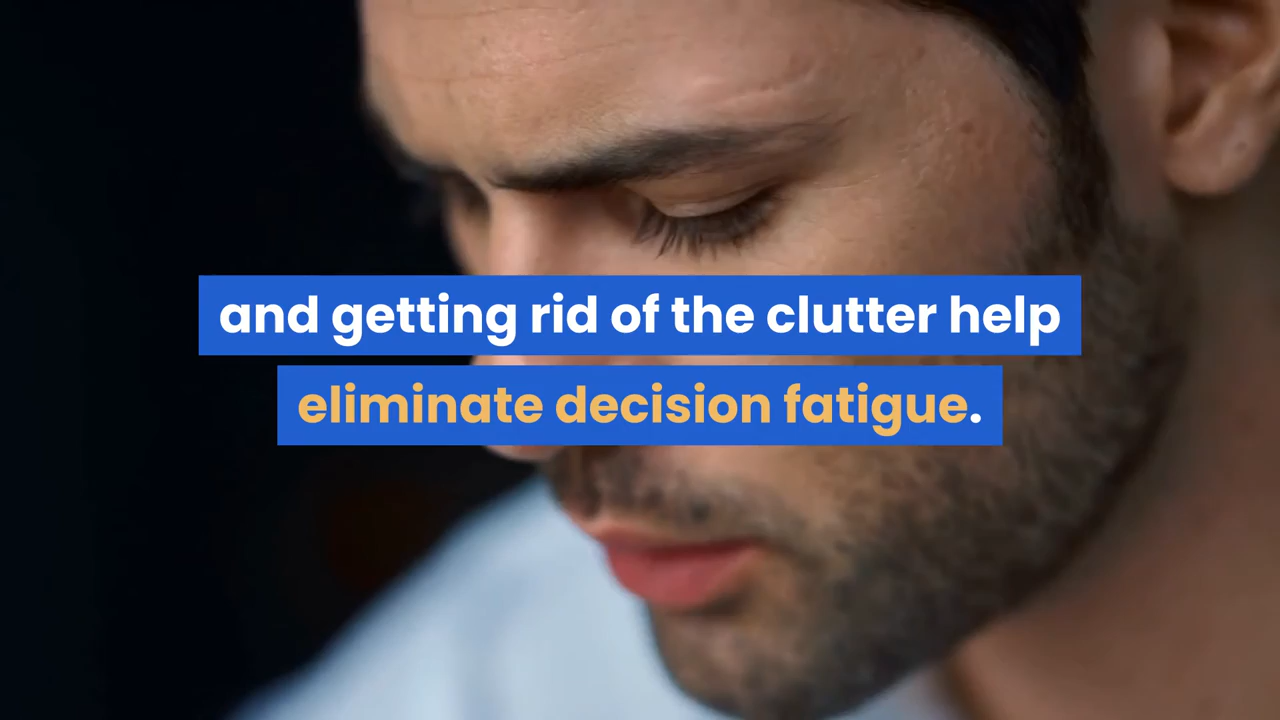 and getting rid of the clutter help
eliminate decision fatigue.